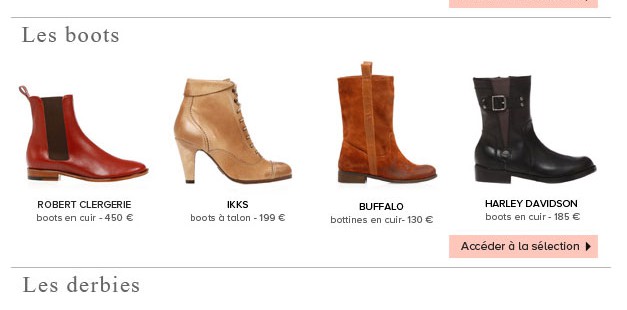 Les boots
ROBERT CLERGERIE
boots en cuir - 450 €
IKKS
boots à talon - 199 €
BUFFALO
bottines en cuir- 130 €
HARLEY DAVIDSON
boots en cuir - 185 €
Accéder à la sélection
Les derbies